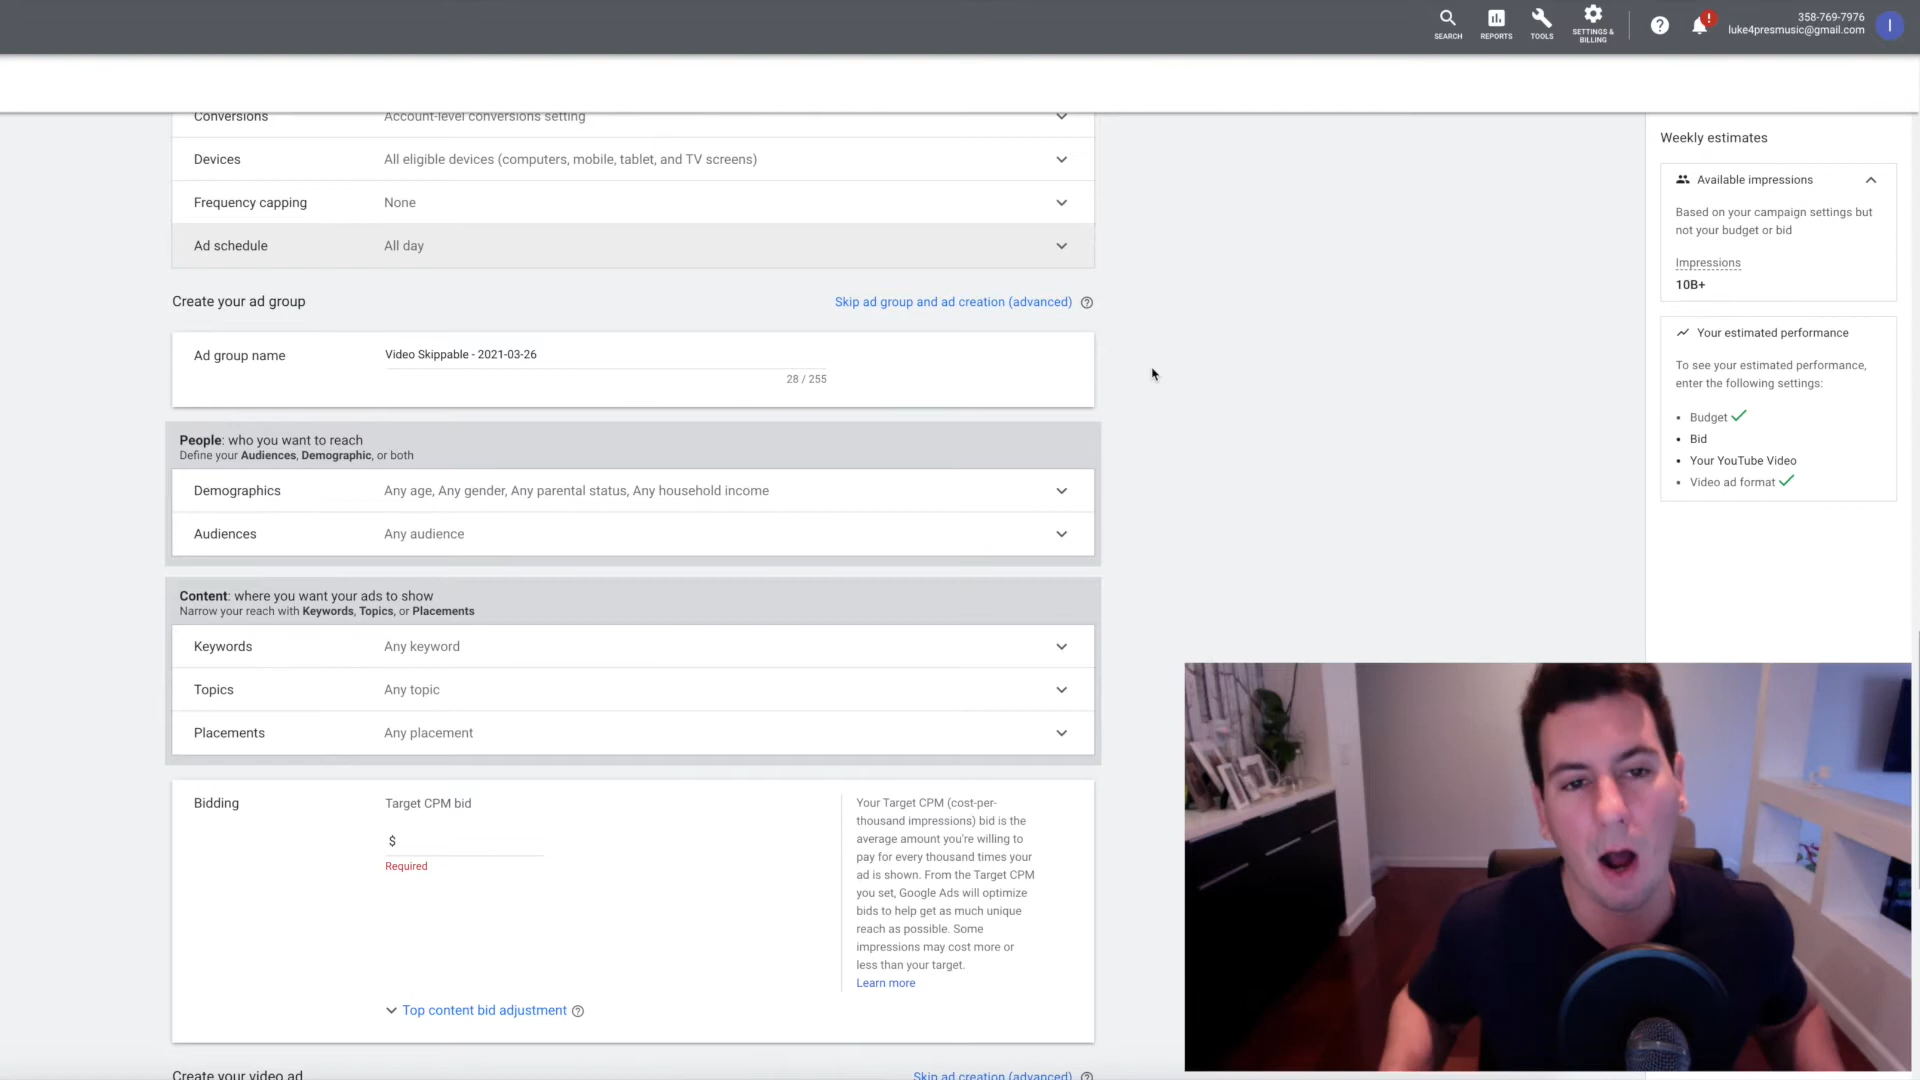 SEARCH
REPORTS
TOOLS
SETTINGS &
BILLING
358-769-7976
luke4presmusic@gmail.com
I
!
Conversions Account-level conversions setting
Devices All eligible devices (computers, mobile, tablet, and TV screens)
Frequency capping None
Ad schedule All day
Create your ad group Skip ad group and ad creation (advanced)
Ad group name Video Skippable - 2021-03-26
28 / 255
People: who you want to reach
Define your Audiences, Demographic, or both
Demographics Any age, Any gender, Any parental status, Any household income
Audiences Any audience
Content: where you want your ads to show
Narrow your reach with Keywords, Topics, or Placements
Keywords Any keyword
Topics Any topic
Placements Any placement
Bidding Target CPM bid
$
Required
Your Target CPM (cost-per-
thousand impressions) bid is the
average amount you're willing to
pay for every thousand times your
ad is shown. From the Target CPM
you set, Google Ads will optimize
bids to help get as much unique
reach as possible. Some
impressions may cost more or
less than your target.
Learn more
Top content bid adjustment
Create your video ad Skip ad creation (advanced)
Weekly estimates
Available impressions
Based on your campaign settings but
not your budget or bid
Impressions
10B+
Your estimated performance
To see your estimated performance,
enter the following settings:
• Budget
• Bid
• Your YouTube Video
• Video ad format